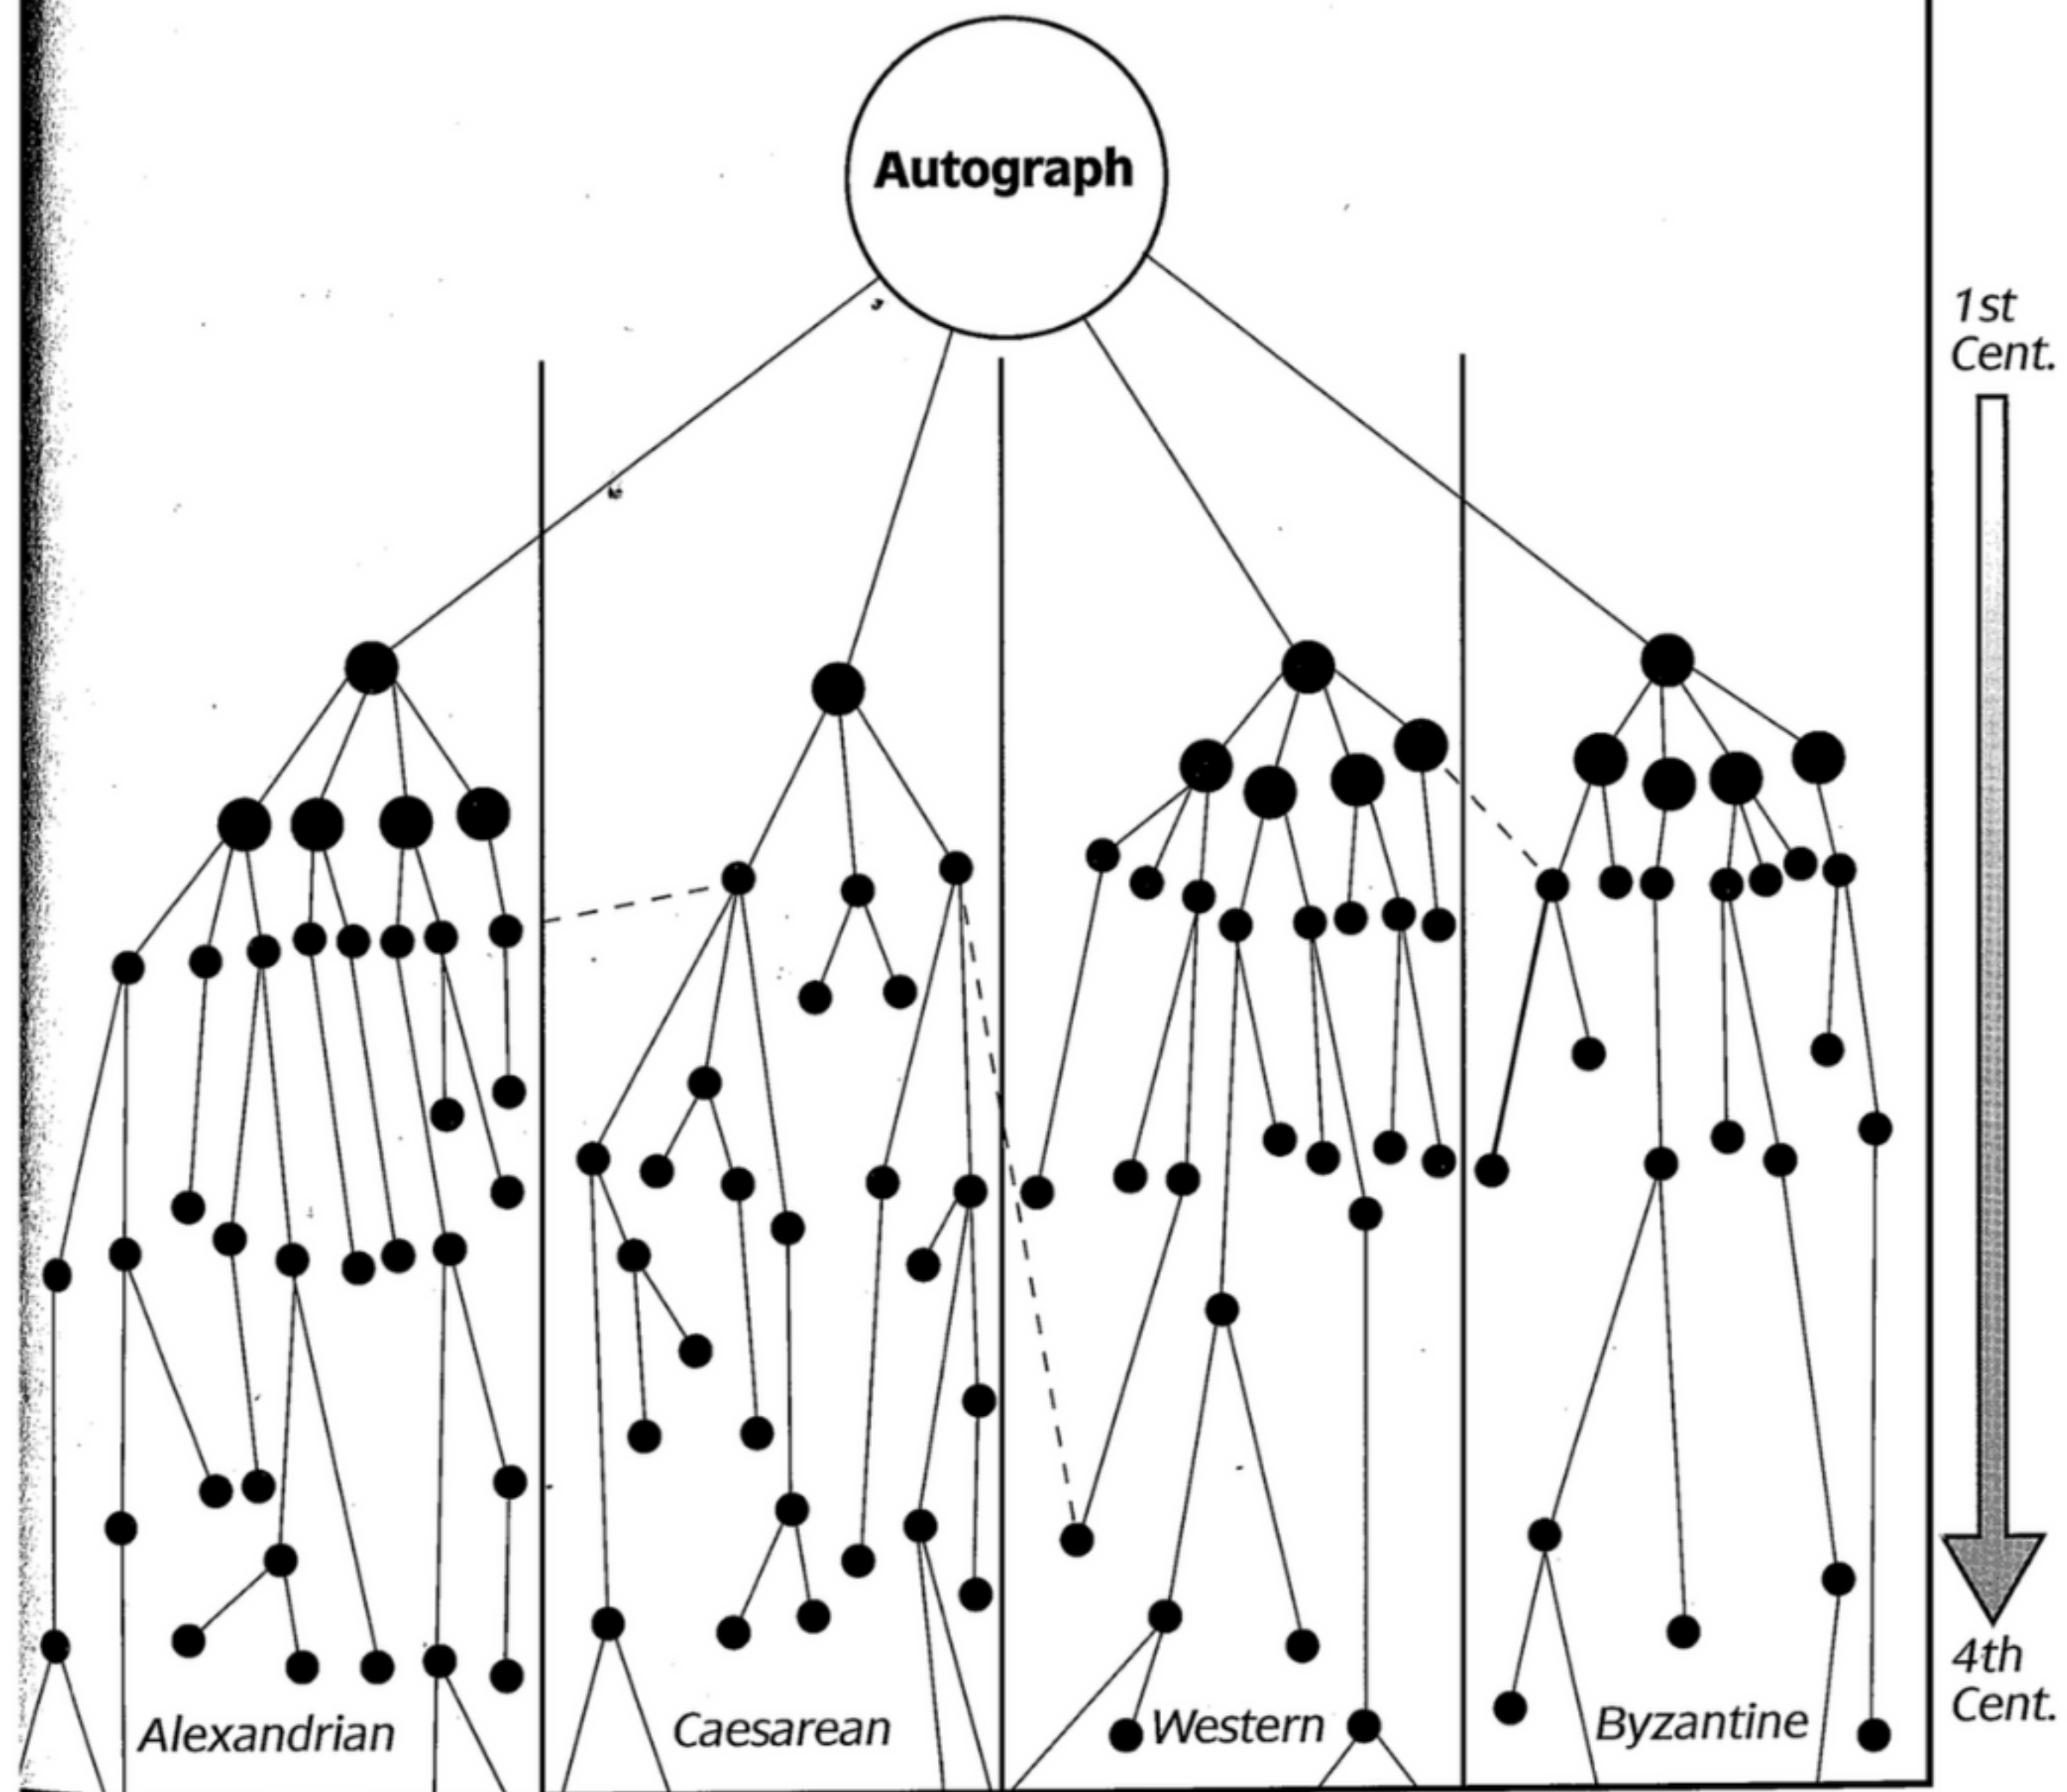 Autograph
1st
Cent.
4th
Cent.
Alexandrian
Caesarean
Western
Byzantine